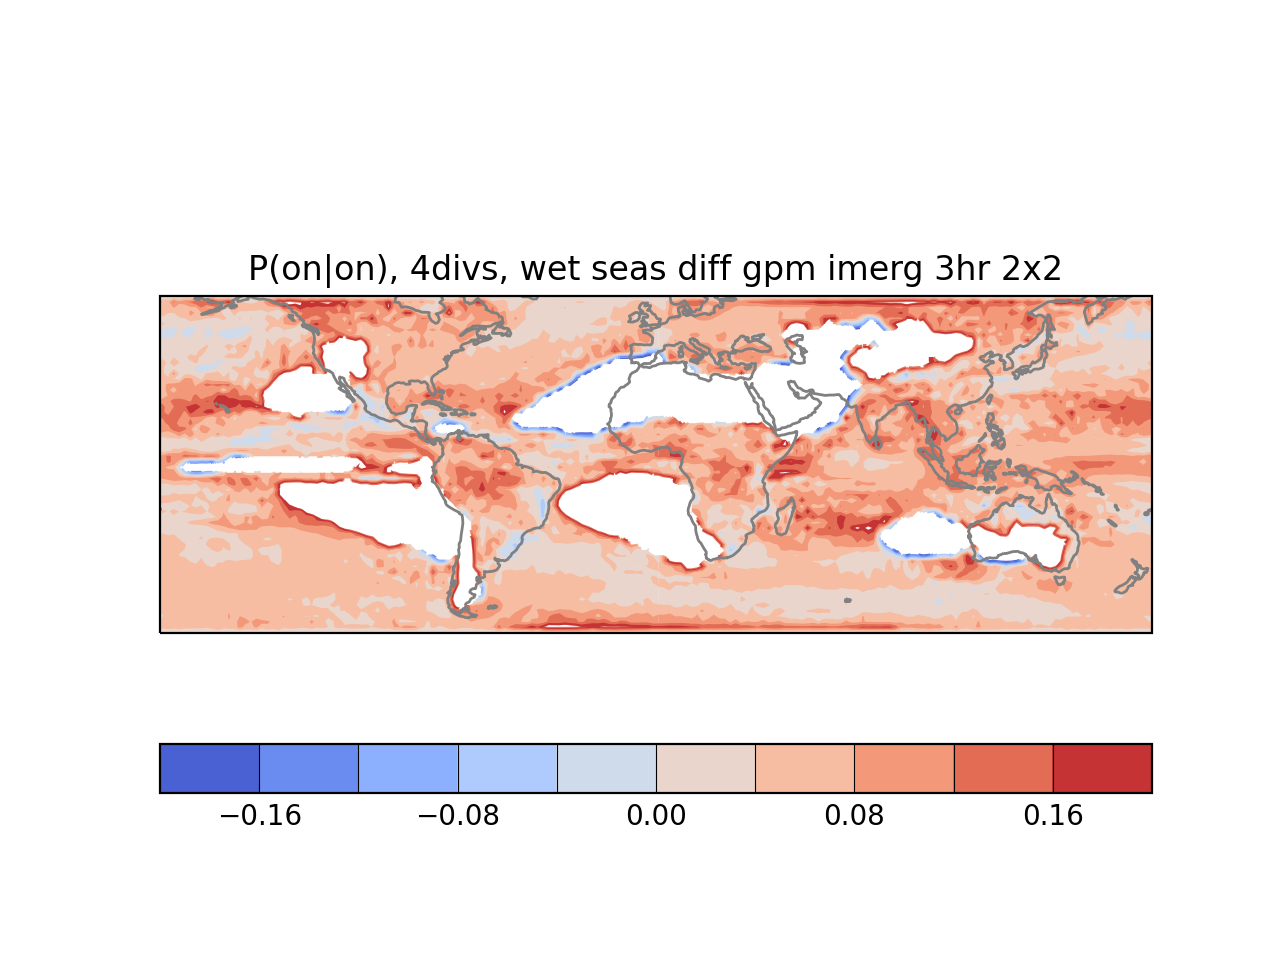 P(on|on), 4divs, wet seas diff gpm imerg 3hr 2x2
−0.16 −0.08 0.00 0.08 0.16